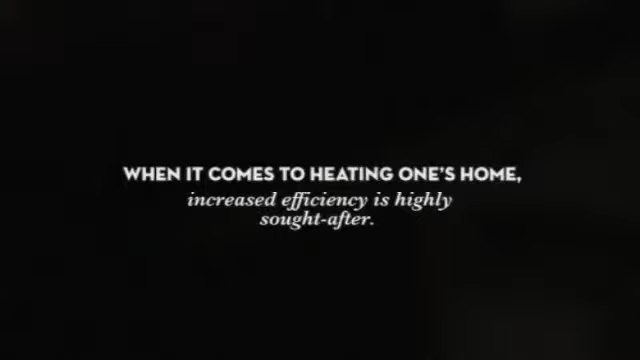 WHEN IT COMES TO HEATING ONE'S HOME,
increased efficiency is highly
sought-after.